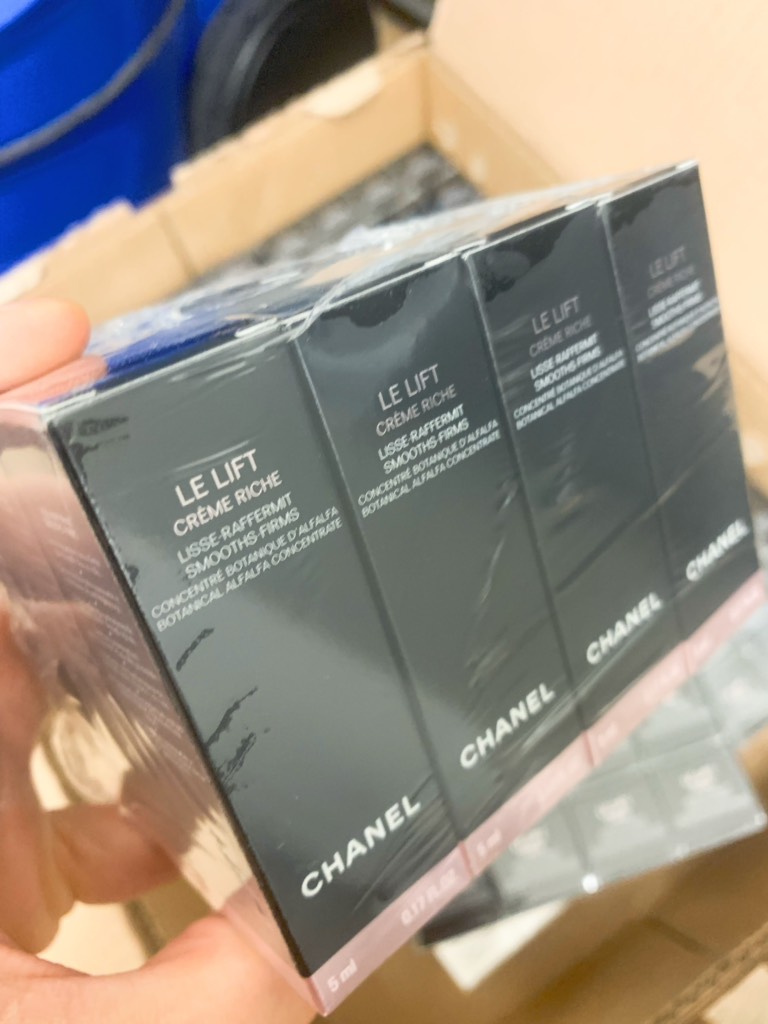 LE LIFT
CRÈME RICHE
LISSE-RAFFERMIT
SMOOTHS-FIRMS
CONCENTRÉ BOTANIQUE D'ALFALFA
BOTANICAL ALFALFA CONCENTRATE
CHANEL
5 ml 0.17 FL. OZ.
LE LIFT
CRÈME RICHE
LISSE-RAFFERMIT
SMOOTHS-FIRMS
CONCENTRÉ BOTANIQUE D'ALFALFA
BOTANICAL ALFALFA CONCENTRATE
CHANEL
5 ml
LE LIFT
CRÈME RICHE
LISSE-RAFFERMIT
SMOOTHS-FIRMS
CONCENTRÉ BOTANIQUE D'ALFALFA
BOTANICAL ALFALFA CONCENTRATE
CHANEL
LE LIFT
CRÈME RICHE
LISSE-RAFFERMIT
SMOOTHS-FIRMS
CHANEL